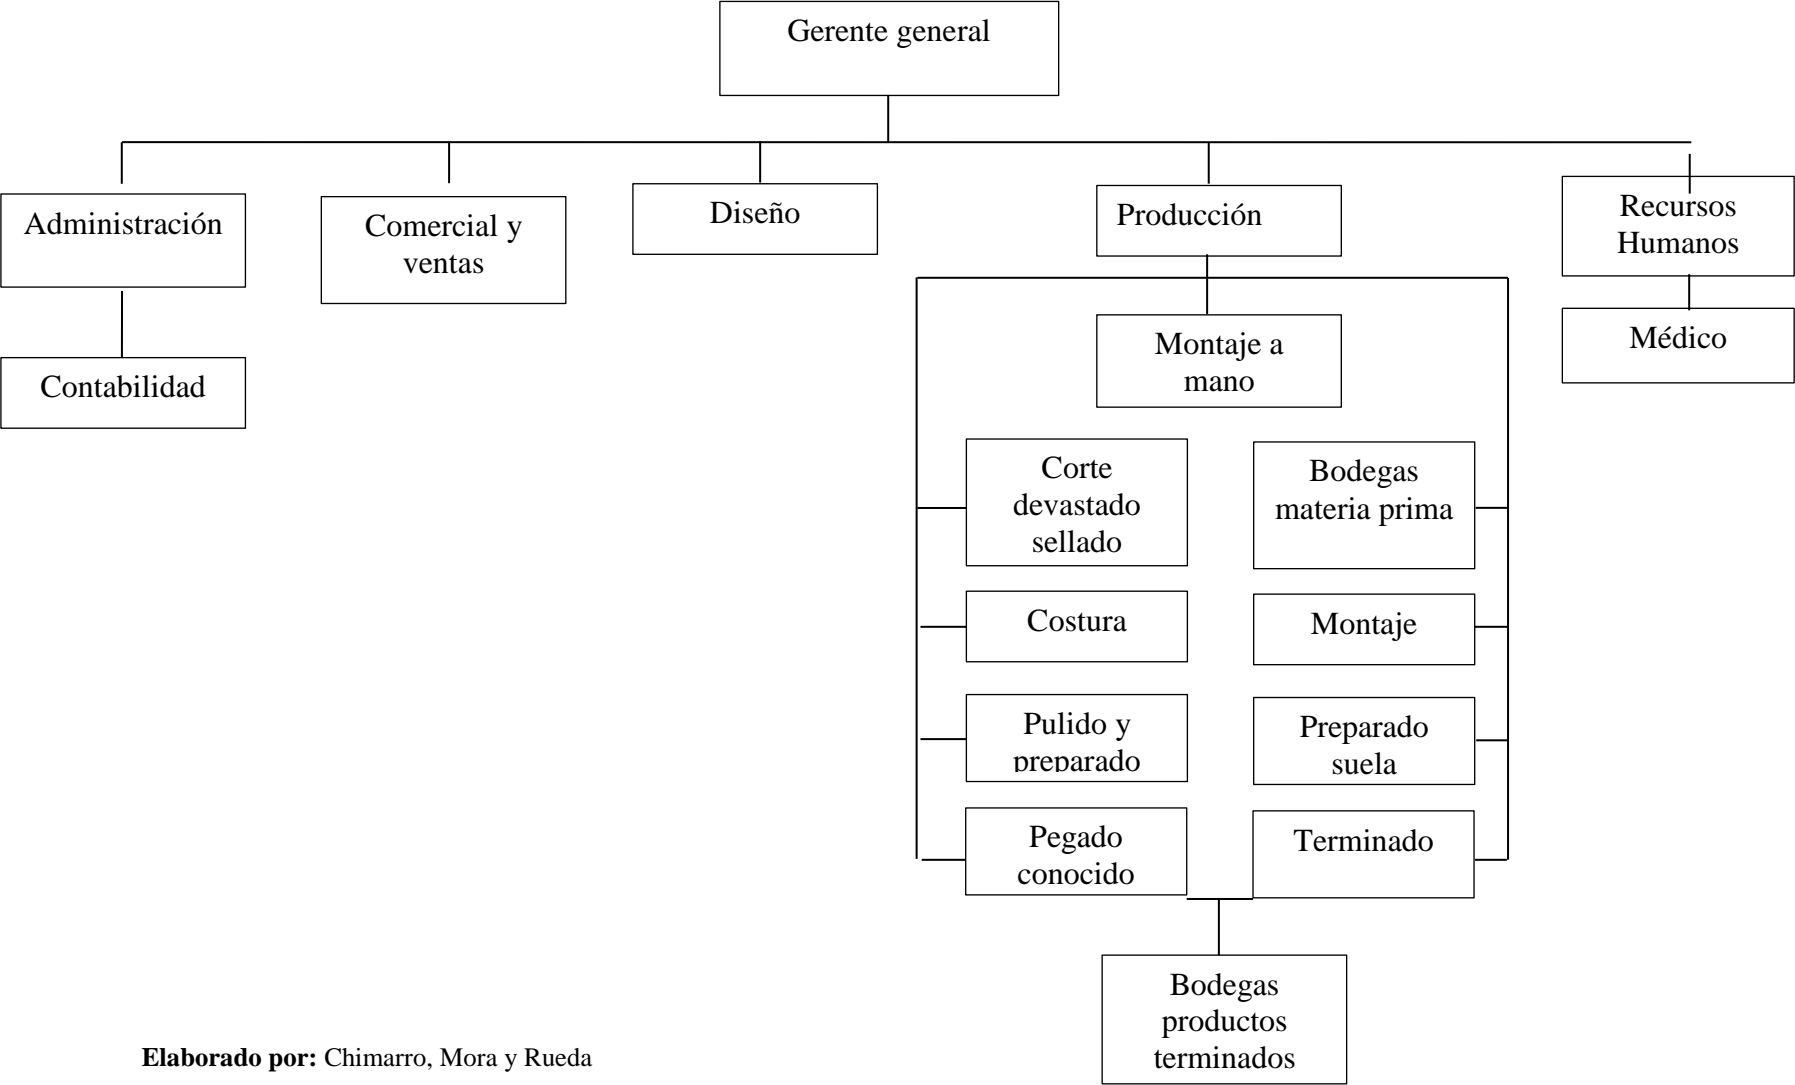 Gerente general
Administración
Comercial y
ventas
Diseño
Producción
Recursos
Humanos
Contabilidad
Montaje a
mano
Médico
Corte
devastado
sellado
Bodegas
materia prima
Costura
Montaje
Pulido y
preparado
Preparado
suela
Pegado
conocido
Terminado
Bodegas
productos
terminados
Elaborado por: Chimarro, Mora y Rueda